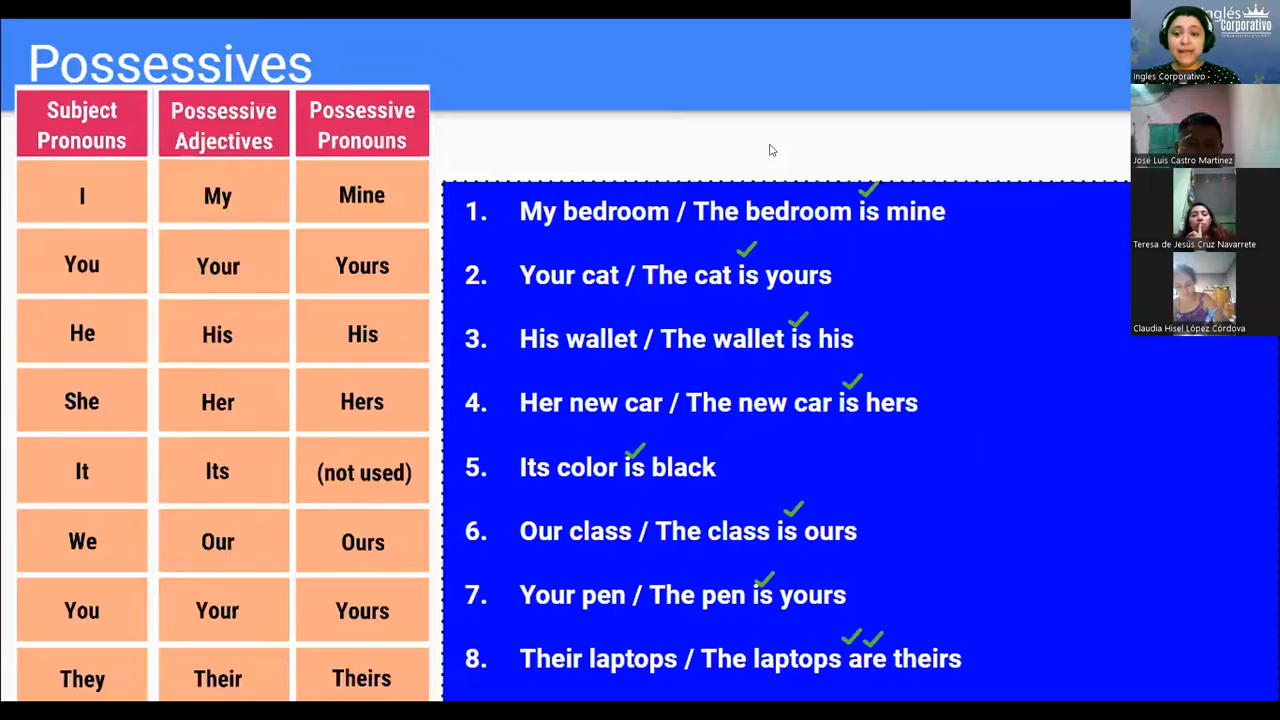 Possessives
Subject Pronouns | Possessive Adjectives | Possessive Pronouns
I | My | Mine
You | Your | Yours
He | His | His
She | Her | Hers
It | Its | (not used)
We | Our | Ours
You | Your | Yours
They | Their | Theirs
1. My bedroom / The bedroom is mine
2. Your cat / The cat is yours
3. His wallet / The wallet is his
4. Her new car / The new car is hers
5. Its color is black
6. Our class / The class is ours
7. Your pen / The pen is yours
8. Their laptops / The laptops are theirs
Inglés
Corporativo
Ingles Corporativo -
José Luis Castro Martinez
Teresa de Jesús Cruz Navarrete
Claudia Hisel López Córdova